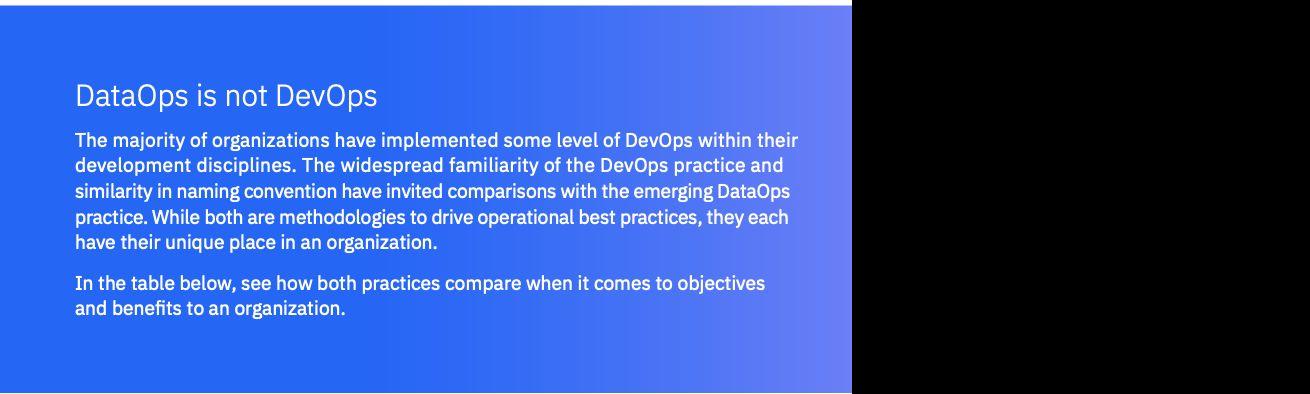 DataOps is not DevOps
The majority of organizations have implemented some level of DevOps within their
development disciplines. The widespread familiarity of the DevOps practice and
similarity in naming convention have invited comparisons with the emerging DataOps
practice. While both are methodologies to drive operational best practices, they each
have their unique place in an organization.
In the table below, see how both practices compare when it comes to objectives
and benefits to an organization.